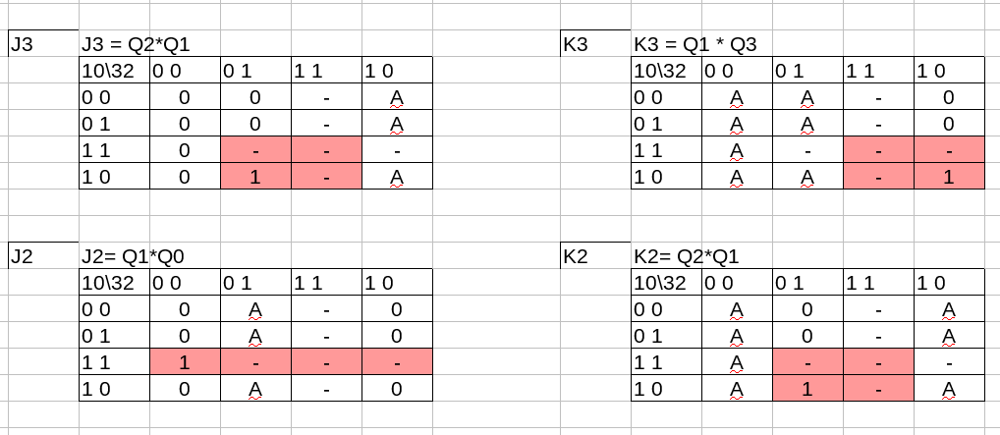 J3 J3 = Q2*Q1 K3 K3 = Q1 * Q3
10\32 0 0 0 1 1 1 1 0 10\32 0 0 0 1 1 1 1 0
0 0 0 0 - A 0 0 A A - 0
0 1 0 0 - A 0 1 A A - 0
1 1 0 - - - 1 1 A - - -
1 0 0 1 - A 1 0 A A - 1
J2 J2= Q1*Q0 K2 K2= Q2*Q1
10\32 0 0 0 1 1 1 1 0 10\32 0 0 0 1 1 1 1 0
0 0 0 A - 0 0 0 A 0 - A
0 1 0 A - 0 0 1 A 0 - A
1 1 1 - - - 1 1 A - - -
1 0 0 A - 0 1 0 A 1 - A